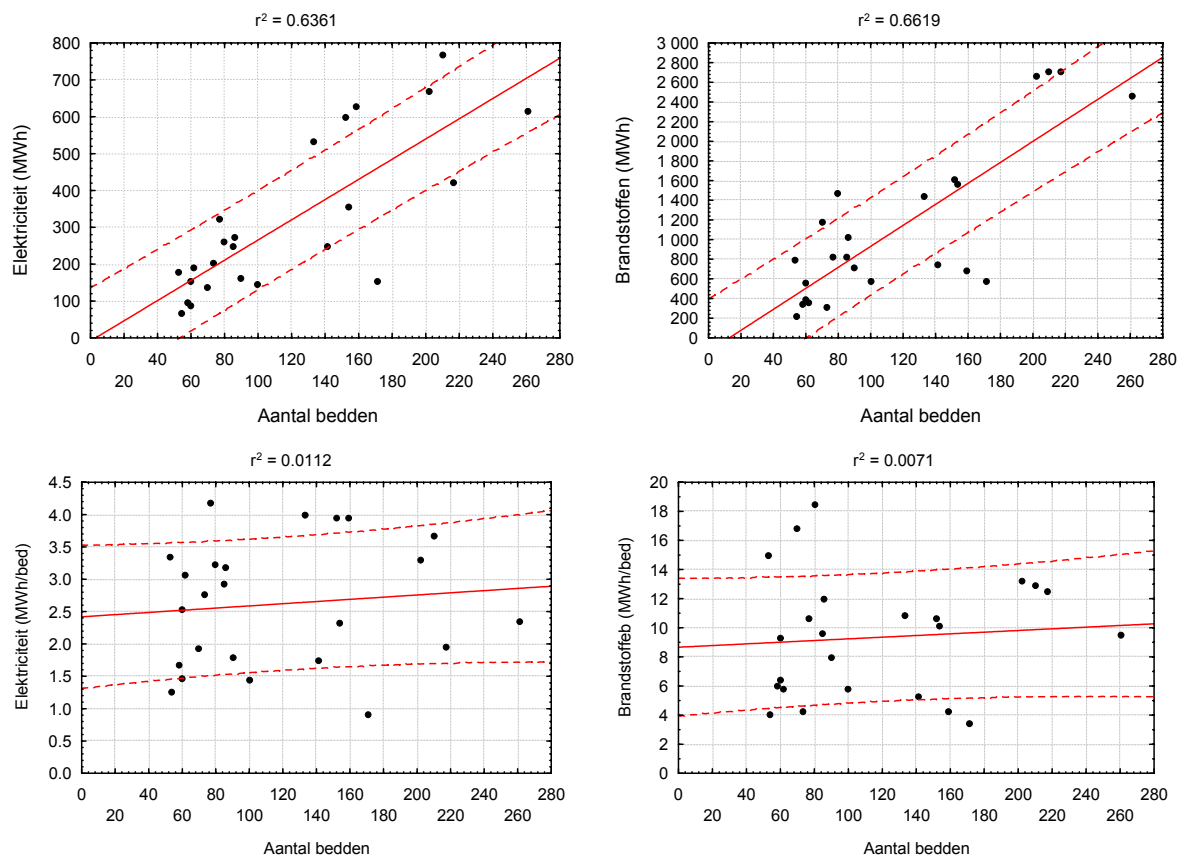 r² = 0.6361
800
700
600
500
400
300
200
100
0
Elektriciteit (MWh)
0 40 80 120 160 200 240 280
20 60 100 140 180 220 260
Aantal bedden
r² = 0.6619
3 000
2 800
2 600
2 400
2 200
2 000
1 800
1 600
1 400
1 200
1 000
800
600
400
200
0
Brandstoffen (MWh)
0 40 80 120 160 200 240 280
20 60 100 140 180 220 260
Aantal bedden
r² = 0.0112
4.5
4.0
3.5
3.0
2.5
2.0
1.5
1.0
0.5
0.0
Elektriciteit (MWh/bed)
0 40 80 120 160 200 240 280
20 60 100 140 180 220 260
Aantal bedden
r² = 0.0071
20
18
16
14
12
10
8
6
4
2
0
Brandstoffeb (MWh/bed)
0 40 80 120 160 200 240 280
20 60 100 140 180 220 260
Aantal bedden